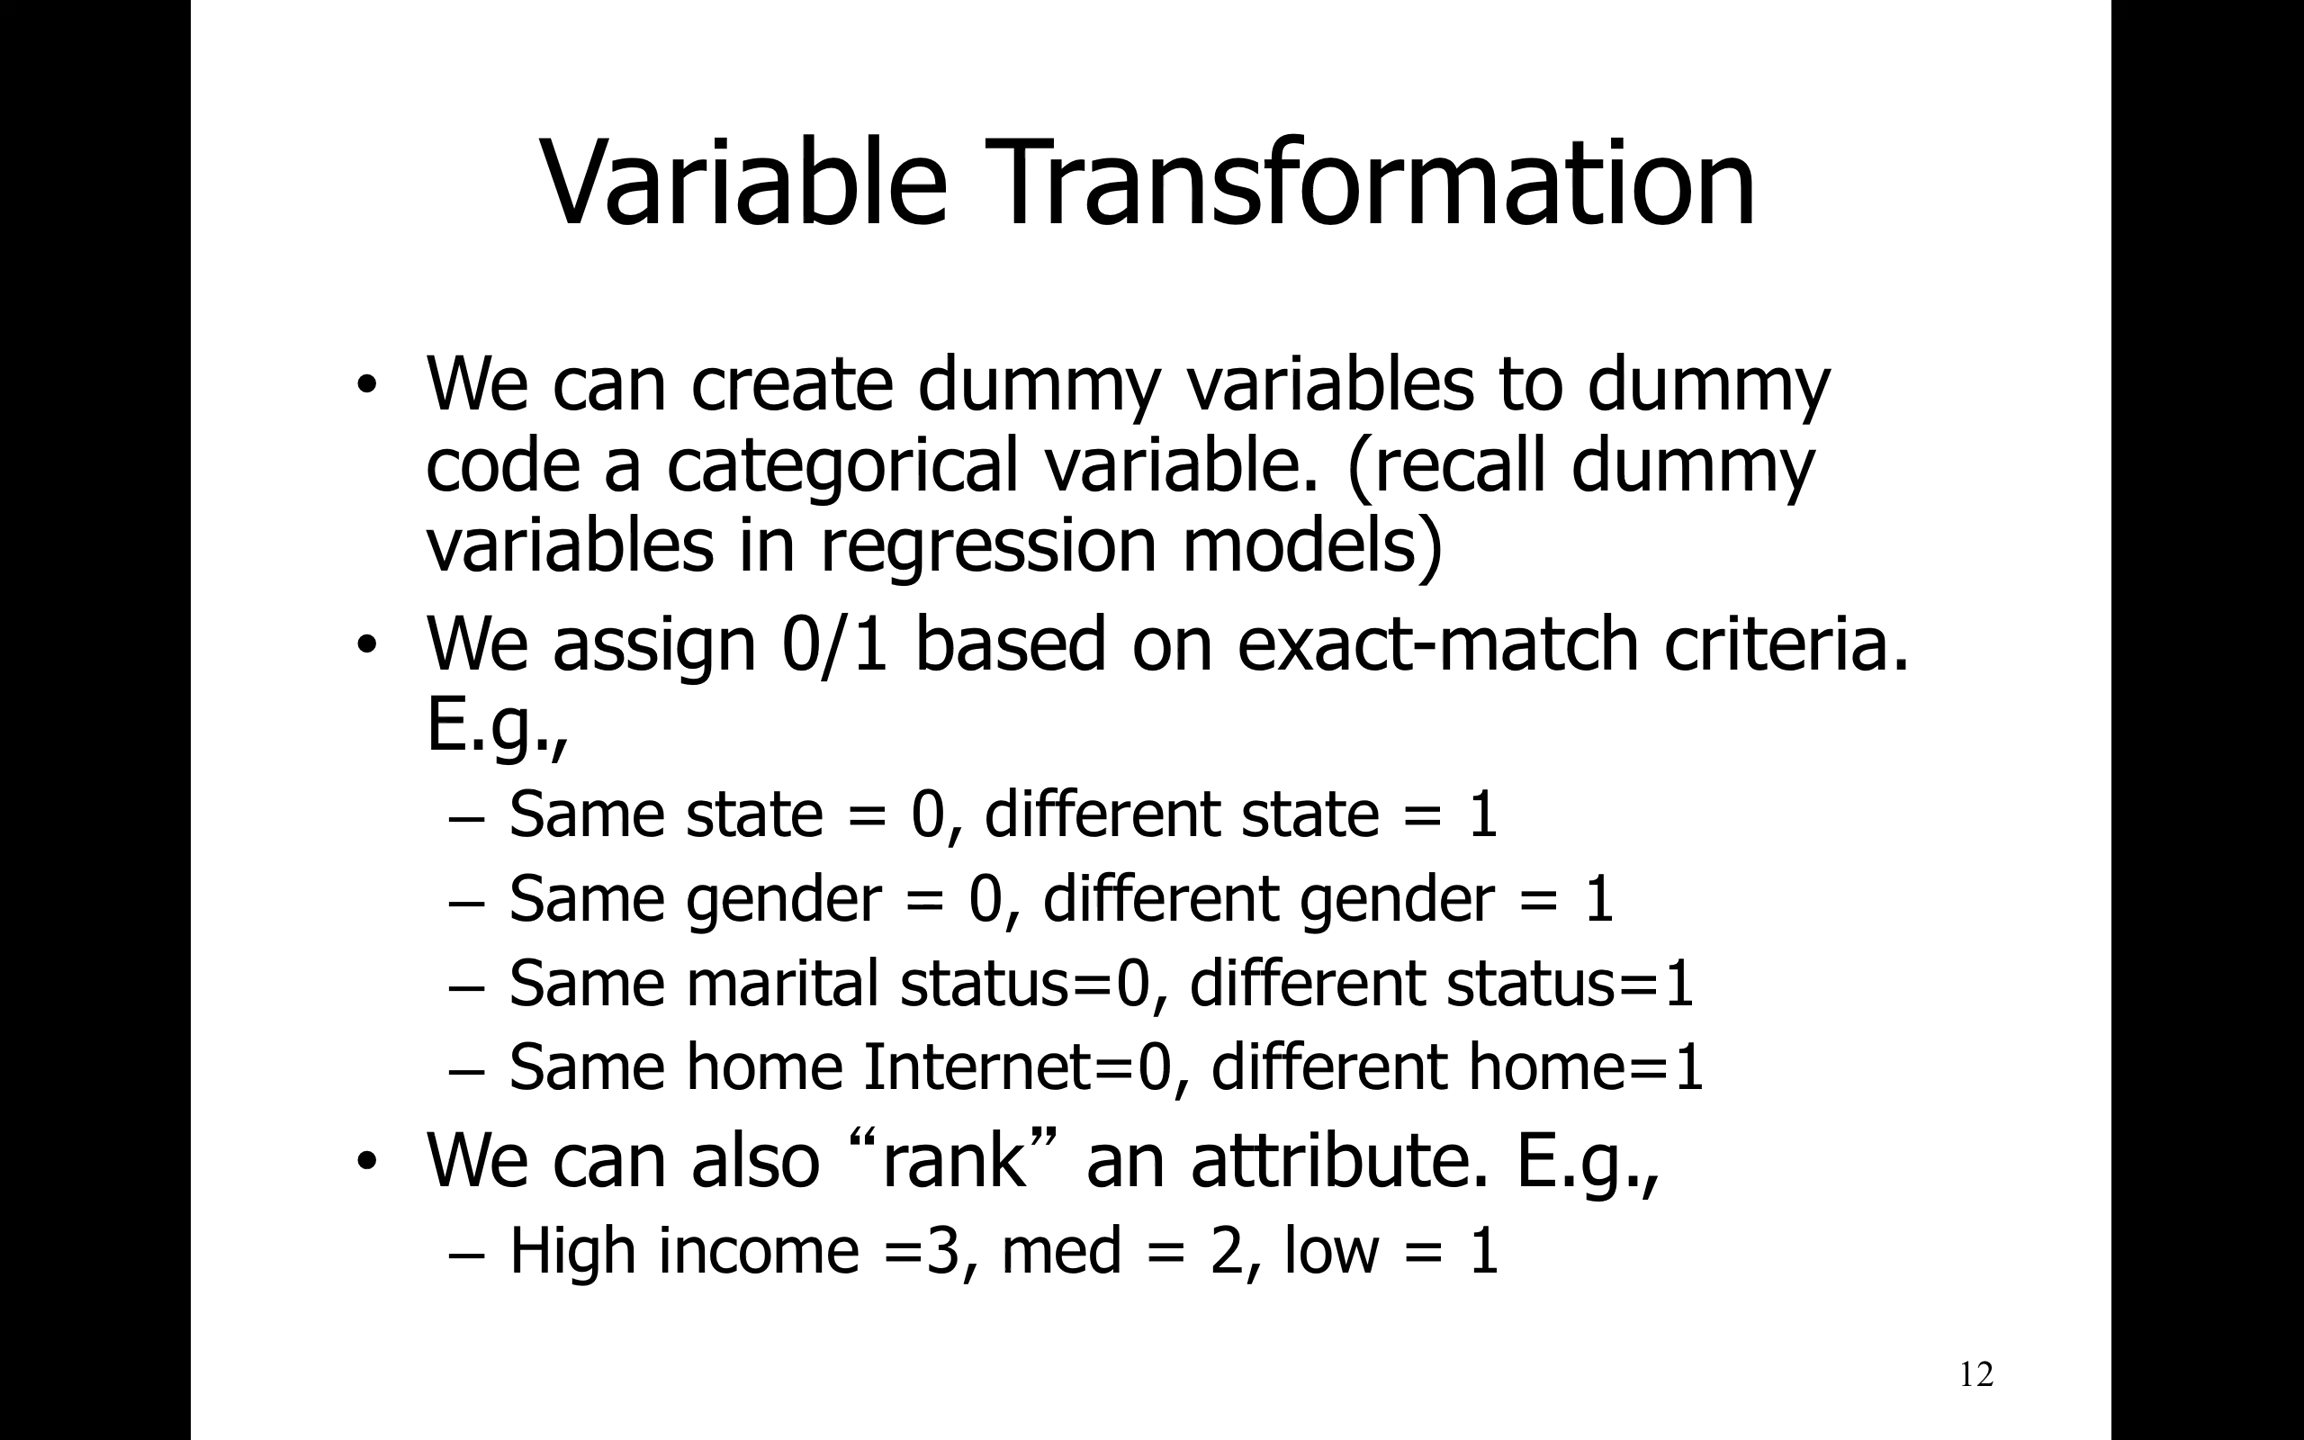 Variable Transformation
• We can create dummy variables to dummy
code a categorical variable. (recall dummy
variables in regression models)
• We assign 0/1 based on exact-match criteria.
E.g.,
– Same state = 0, different state = 1
– Same gender = 0, different gender = 1
– Same marital status=0, different status=1
– Same home Internet=0, different home=1
• We can also “rank” an attribute. E.g.,
– High income =3, med = 2, low = 1
12